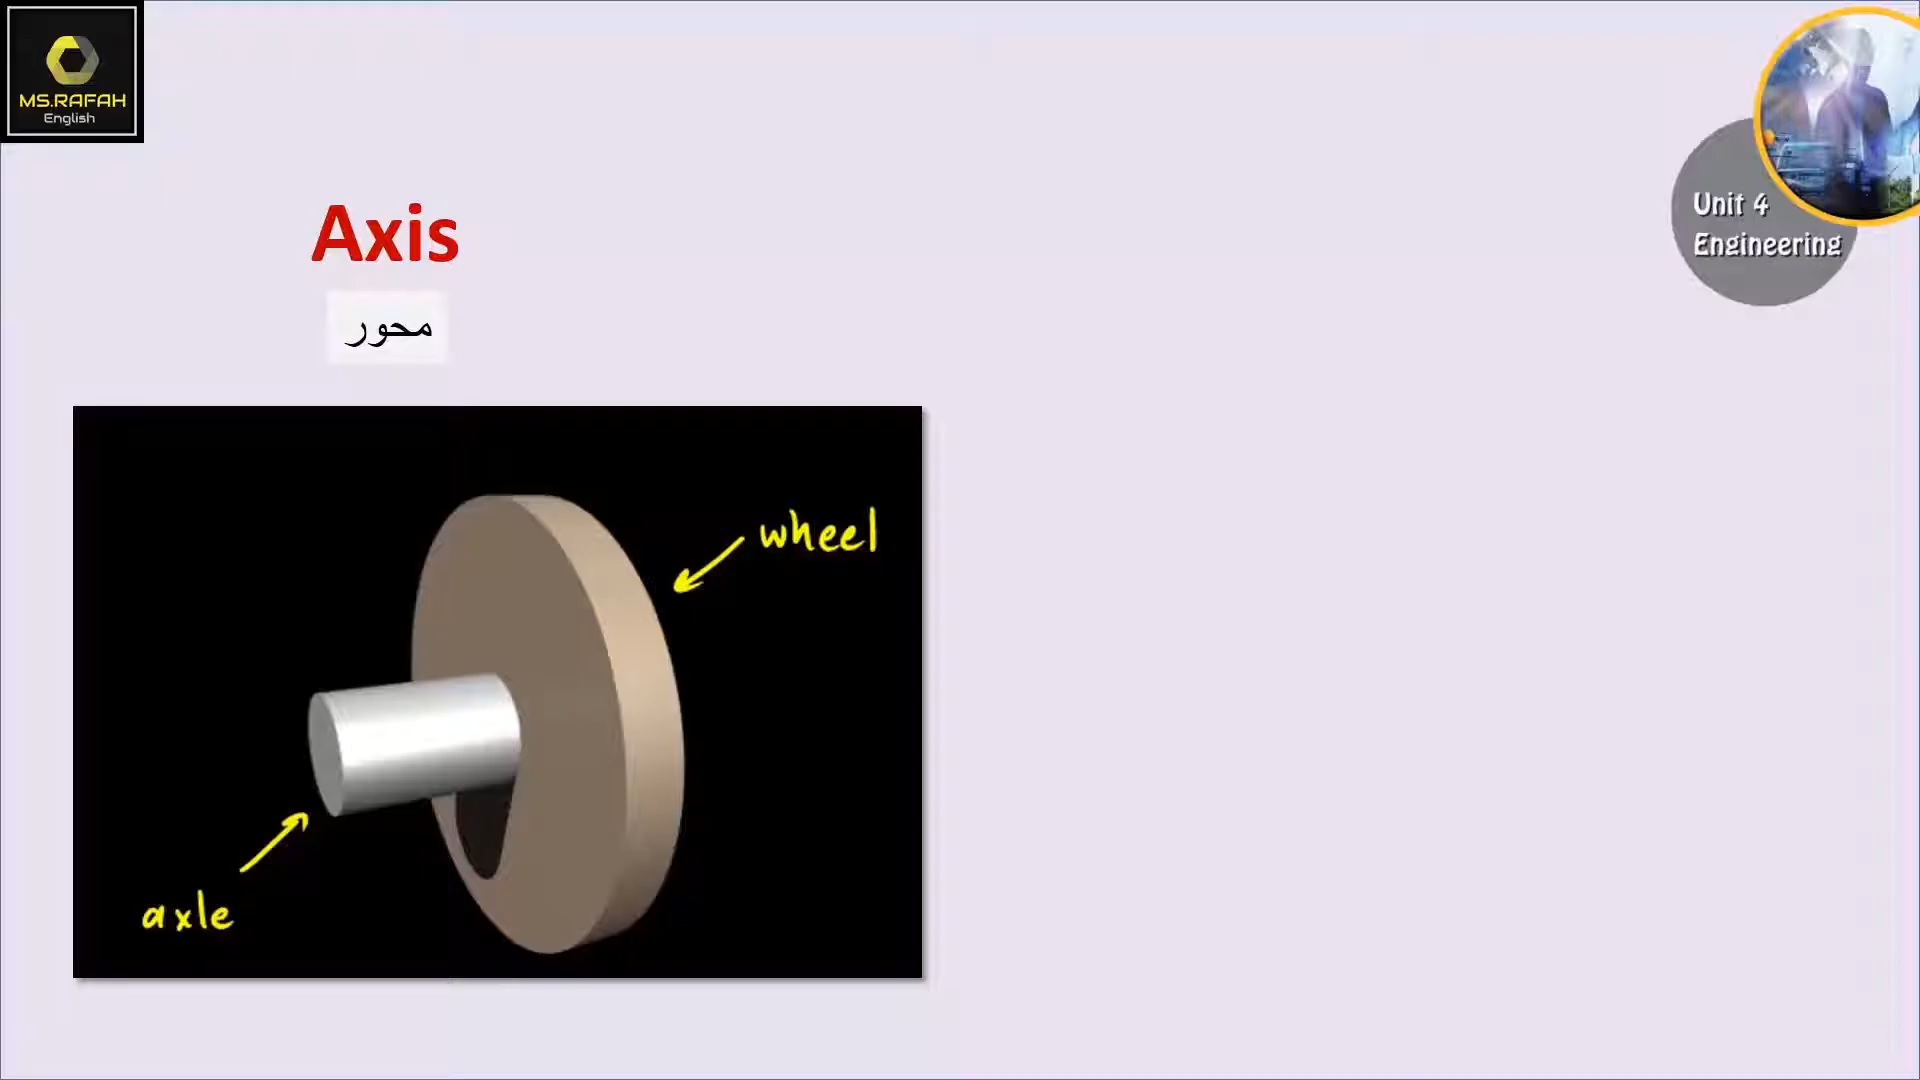 MS.RAFAH
English
Unit 4
Engineering
Axis
محور
wheel
axle